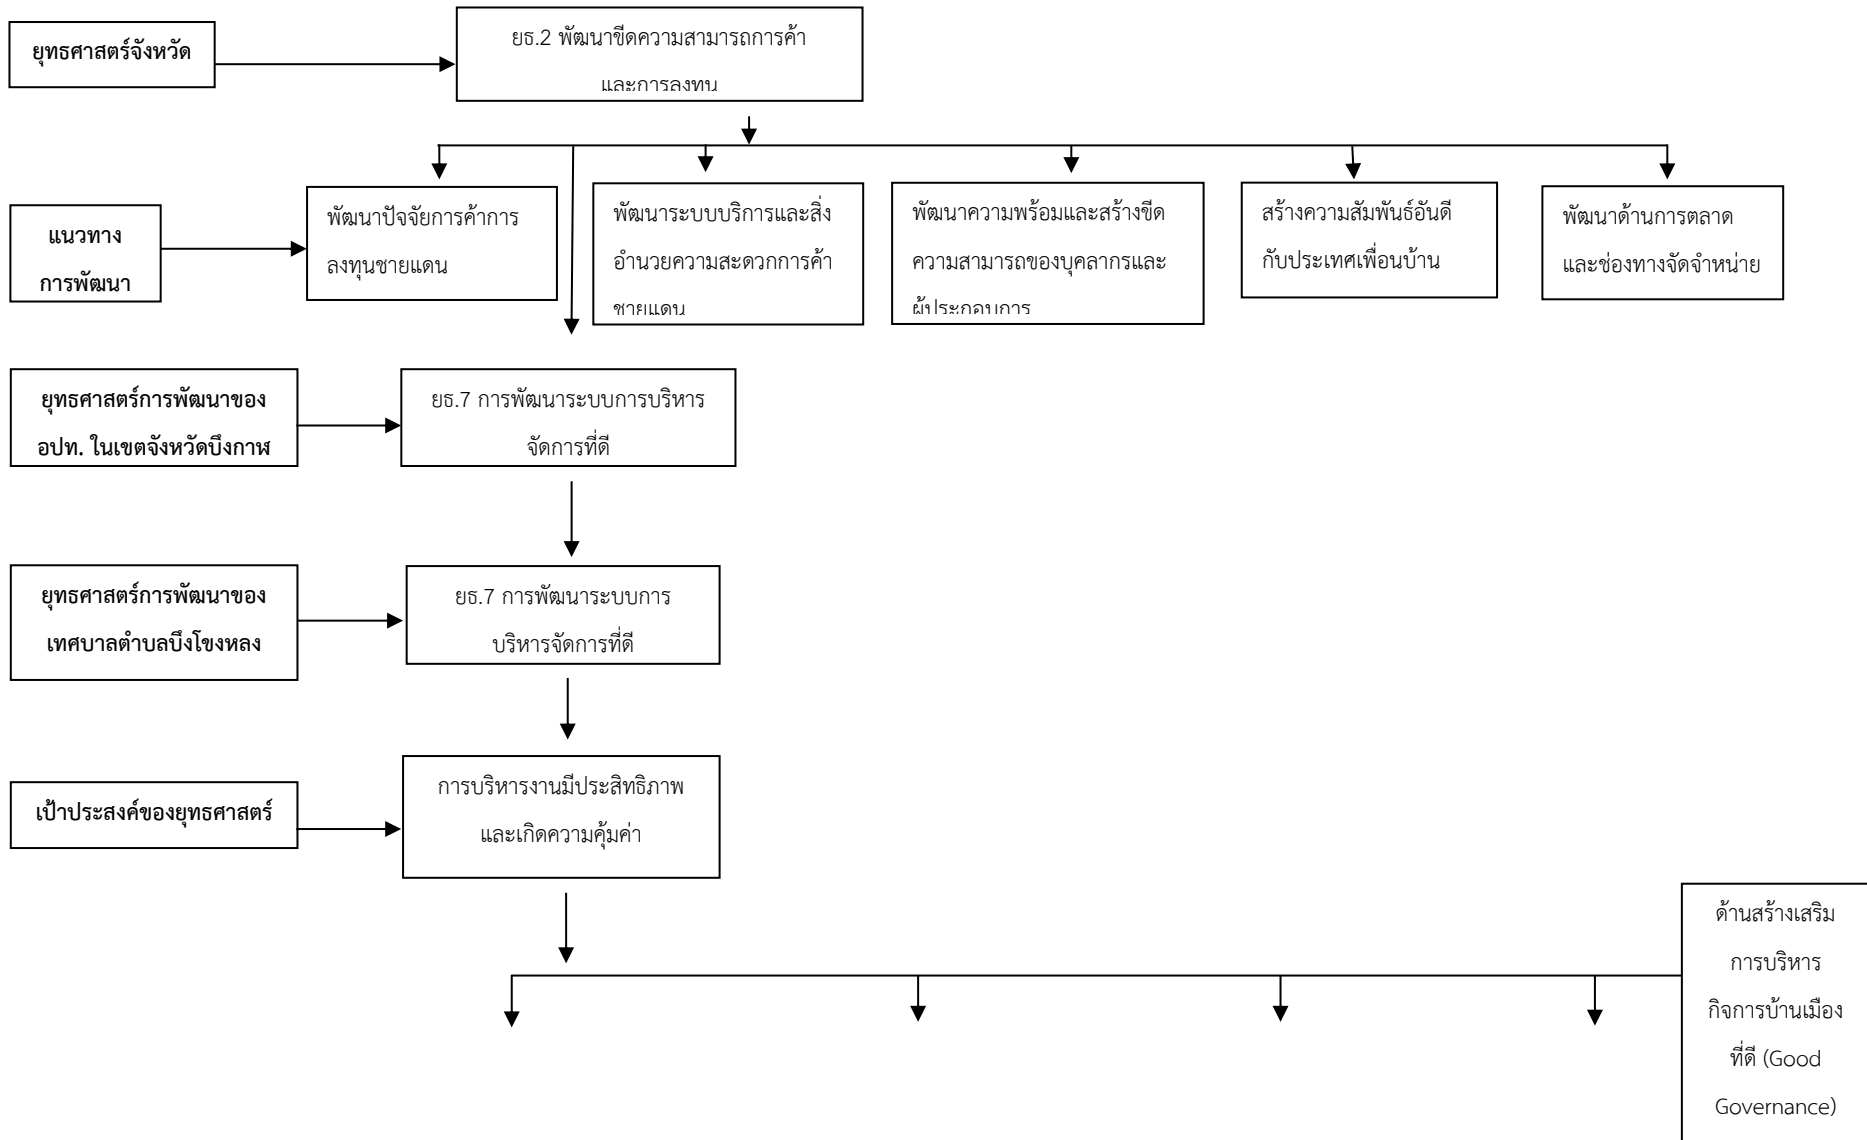 ยุทธศาสตร์จังหวัด
ยธ.2 พัฒนาขีดความสามารถการค้า
และการลงทุน
แนวทาง
การพัฒนา
พัฒนาปัจจัยการค้าการ
ลงทุนชายแดน
พัฒนาระบบบริการและสิ่ง
อำนวยความสะดวกการค้า
ชายแดน
พัฒนาความพร้อมและสร้างขีด
ความสามารถของบุคลากรและ
ผู้ประกอบการ
สร้างความสัมพันธ์อันดี
กับประเทศเพื่อนบ้าน
พัฒนาด้านการตลาด
และช่องทางจัดจำหน่าย
ยุทธศาสตร์การพัฒนาของ
อปท. ในเขตจังหวัดบึงกาฬ
ยธ.7 การพัฒนาระบบการบริหาร
จัดการที่ดี
ยุทธศาสตร์การพัฒนาของ
เทศบาลตำบลบึงโขงหลง
ยธ.7 การพัฒนาระบบการ
บริหารจัดการที่ดี
เป้าประสงค์ของยุทธศาสตร์
การบริหารงานมีประสิทธิภาพ
และเกิดความคุ้มค่า
ด้านสร้างเสริม
การบริหาร
กิจการบ้านเมือง
ที่ดี (Good
Governance)